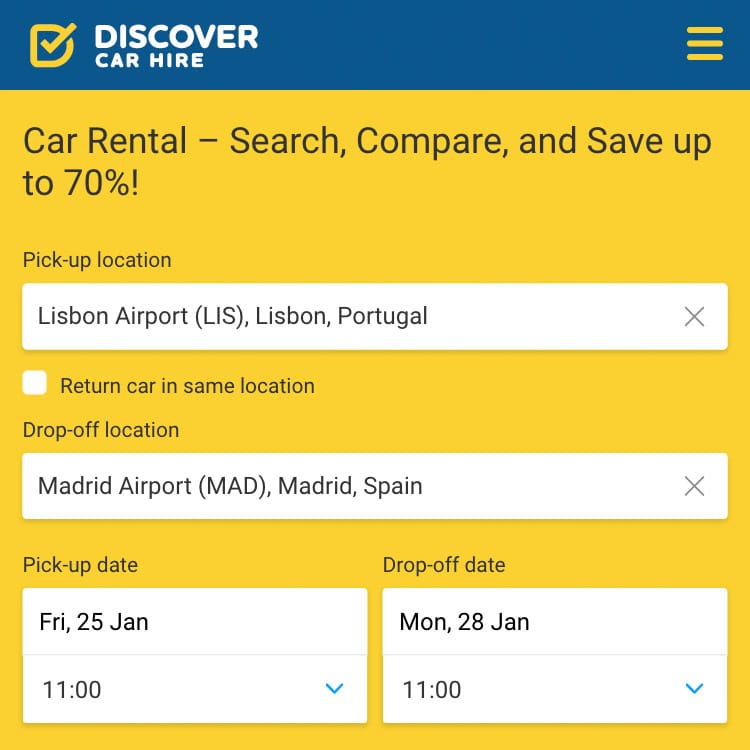 DISCOVER
CAR HIRE
Car Rental – Search, Compare, and Save up
to 70%!
Pick-up location
Lisbon Airport (LIS), Lisbon, Portugal
Return car in same location
Drop-off location
Madrid Airport (MAD), Madrid, Spain
Pick-up date
Drop-off date
Fri, 25 Jan
Mon, 28 Jan
11:00
11:00